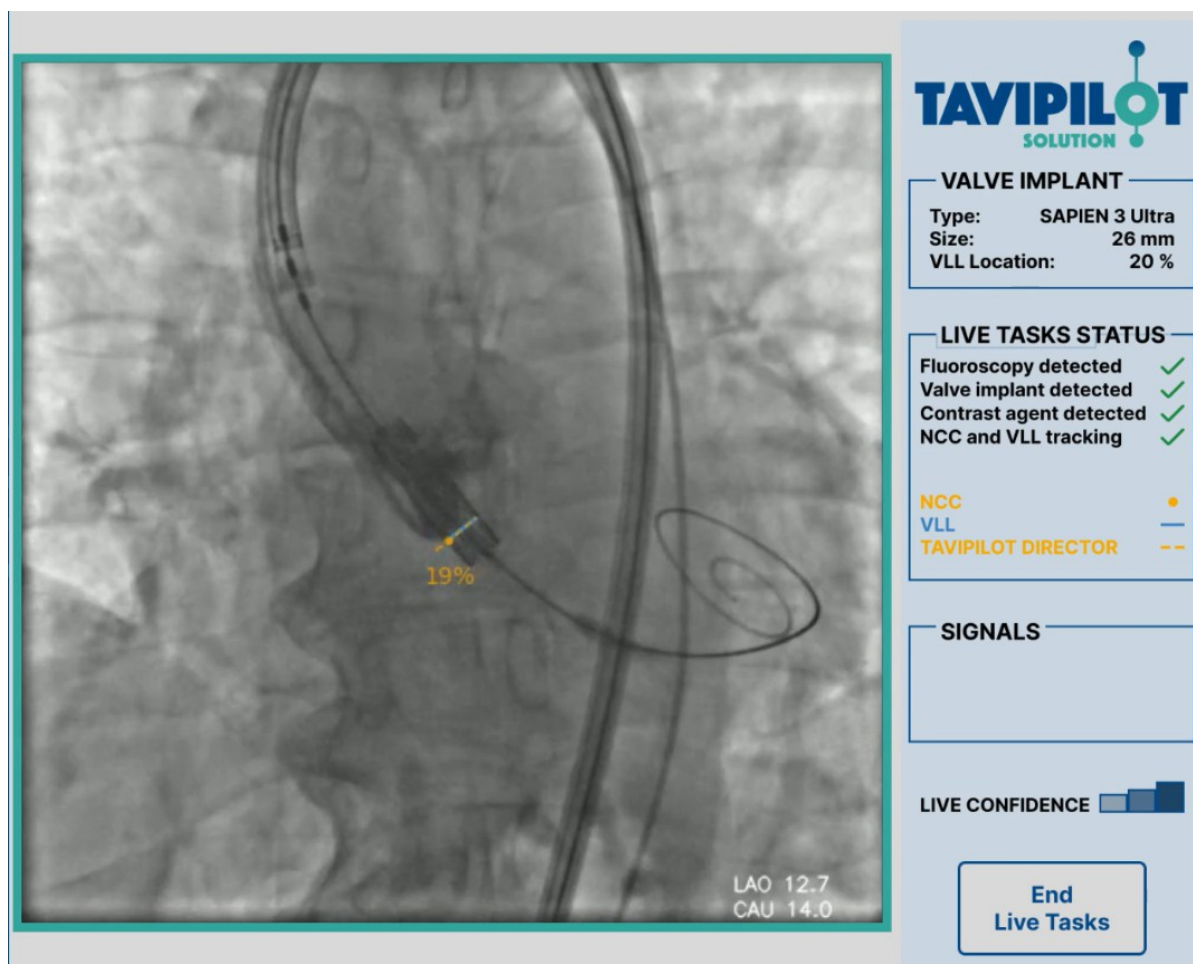 19%
LAO 12.7
CAU 14.0
TAVIPILOT
SOLUTION
VALVE IMPLANT
Type: SAPIEN 3 Ultra
Size: 26 mm
VLL Location: 20 %
LIVE TASKS STATUS
Fluoroscopy detected
Valve implant detected
Contrast agent detected
NCC and VLL tracking
NCC
VLL
TAVIPILOT DIRECTOR
SIGNALS
LIVE CONFIDENCE
End
Live Tasks